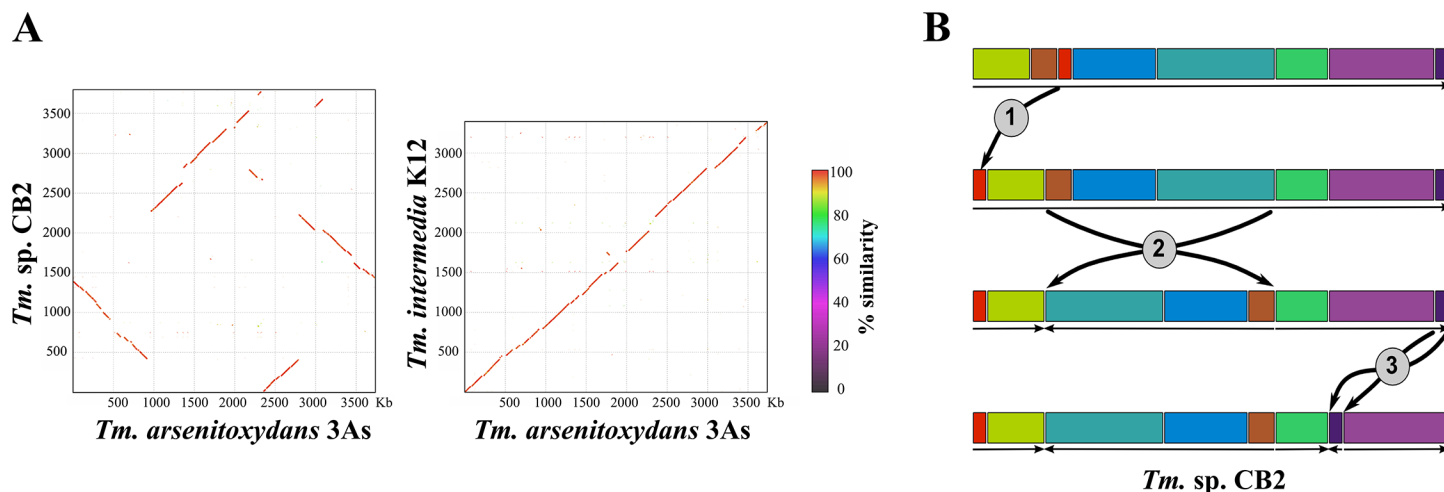 A
B
3500
3000
2500
2000
1500
1000
500
Tm. sp. CB2
500 1000 1500 2000 2500 3000 3500 Kb
Tm. arsenitoxydans 3As
3000
2500
2000
1500
1000
500
Tm. intermedia K12
500 1000 1500 2000 2500 3000 3500 Kb
Tm. arsenitoxydans 3As
100
80
60
40
20
0
% similarity
1
2
3
Tm. sp. CB2